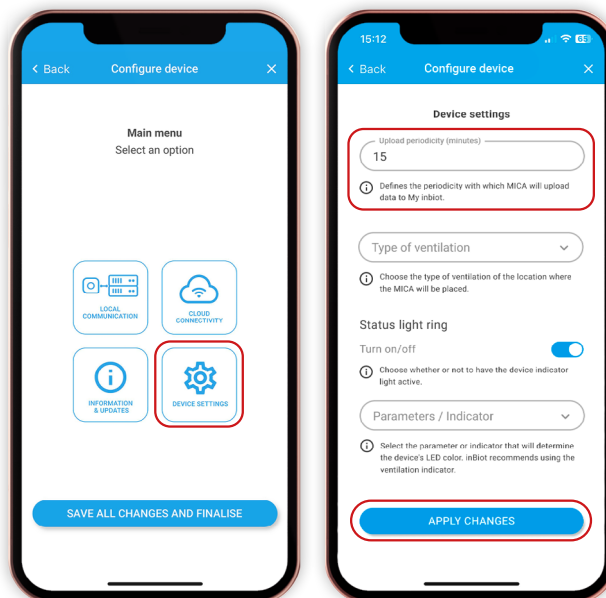 Back
Configure device
Main menu
Select an option
LOCAL
COMMUNICATION
CLOUD
CONNECTIVITY
INFORMATION
& UPDATES
DEVICE SETTINGS
SAVE ALL CHANGES AND FINALISE
15:12
69
Back
Configure device
Device settings
Upload periodicity (minutes)
15
Defines the periodicity with which MICA will upload
data to My inbiot.
Type of ventilation
Choose the type of ventilation of the location where
the MICA will be placed.
Status light ring
Turn on/off
Choose whether or not to have the device indicator
light active.
Parameters / Indicator
Select the parameter or indicator that will determine
the device's LED color. inBiot recommends using the
ventilation indicator.
APPLY CHANGES